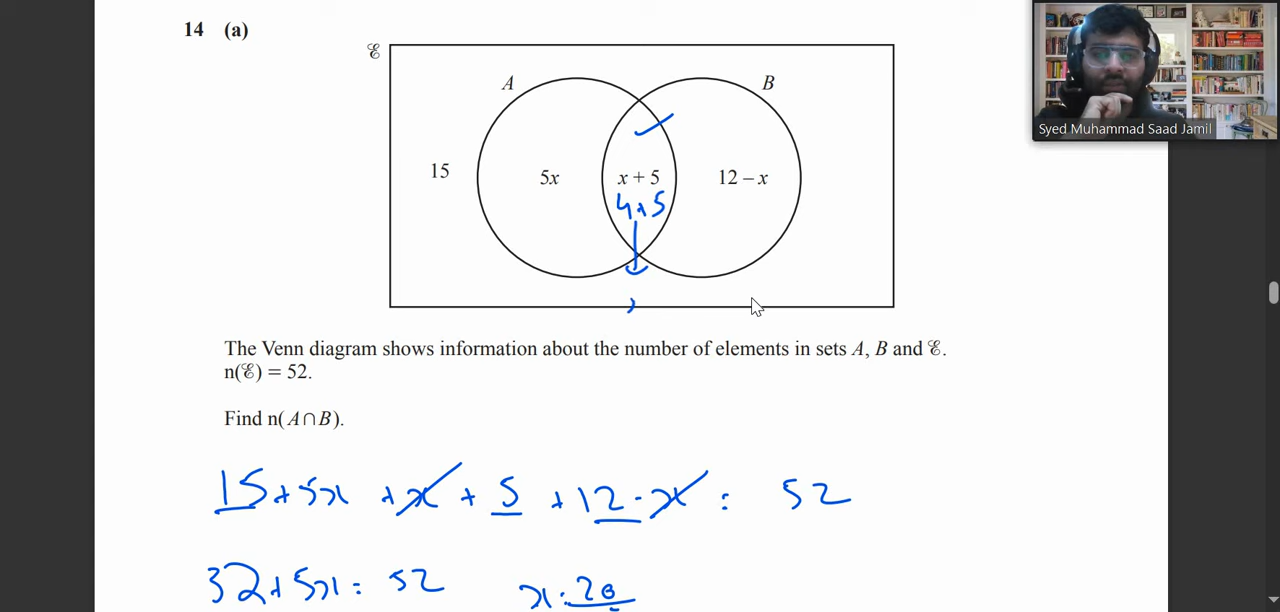 14 (a)
ℰ
A
B
15
5x
x + 5
12 – x
4+5
The Venn diagram shows information about the number of elements in sets A, B and ℰ.
n(ℰ) = 52.
Find n(A∩B).
15+5x +x + 5 +12-x = 52
32+5x = 52
x = 20
Syed Muhammad Saad Jamil